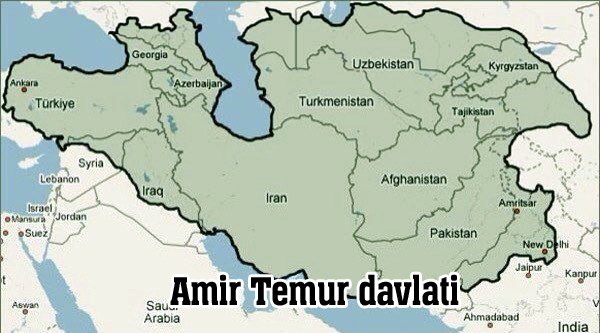 Georgia
Uzbekistan
Kyrgyzstan
Ankara
Azerbaijan
Türkiye
Turkmenistan
Tajikistan
Syria
Lebanon
Iraq
Iran
Afghanistan
Israel
Jordan
Mansura
Suez
Amritsar
Pakistan
New Delhi
Jaipur
Kanpur
Amir Temur davlati
Aswan
Saudi
Arabia
Ahmadabad
India